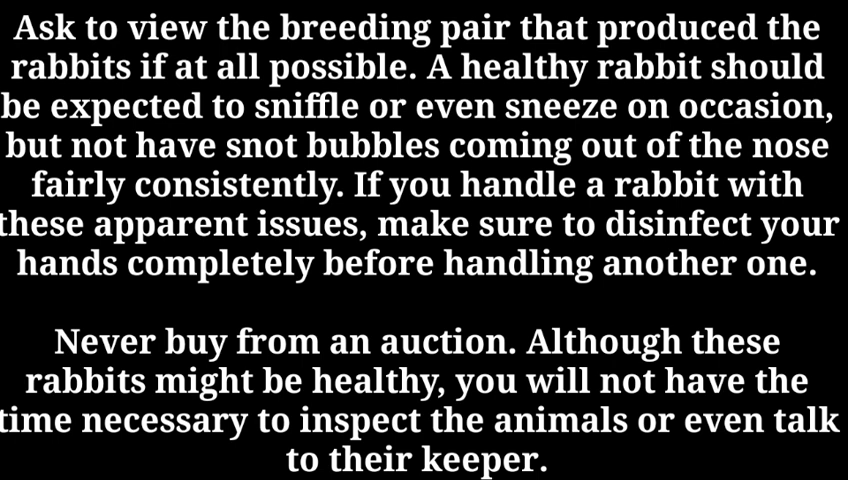 Ask to view the breeding pair that produced the
rabbits if at all possible. A healthy rabbit should
be expected to sniffle or even sneeze on occasion,
but not have snot bubbles coming out of the nose
fairly consistently. If you handle a rabbit with
these apparent issues, make sure to disinfect your
hands completely before handling another one.
Never buy from an auction. Although these
rabbits might be healthy, you will not have the
time necessary to inspect the animals or even talk
to their keeper.